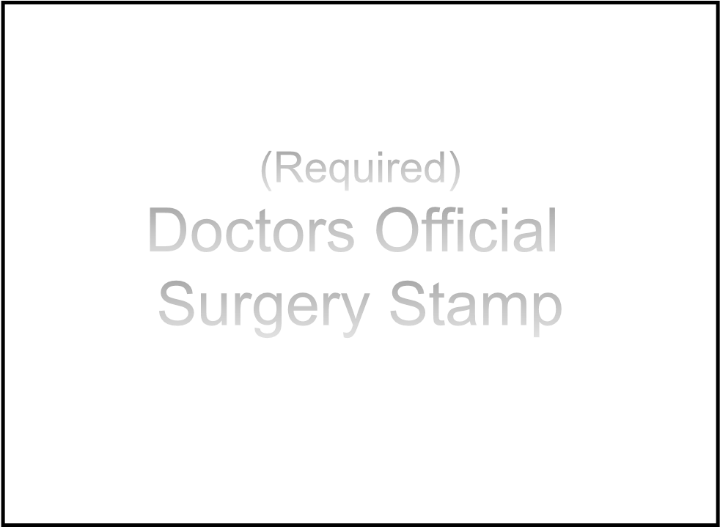 (Required)
Doctors Official
Surgery Stamp